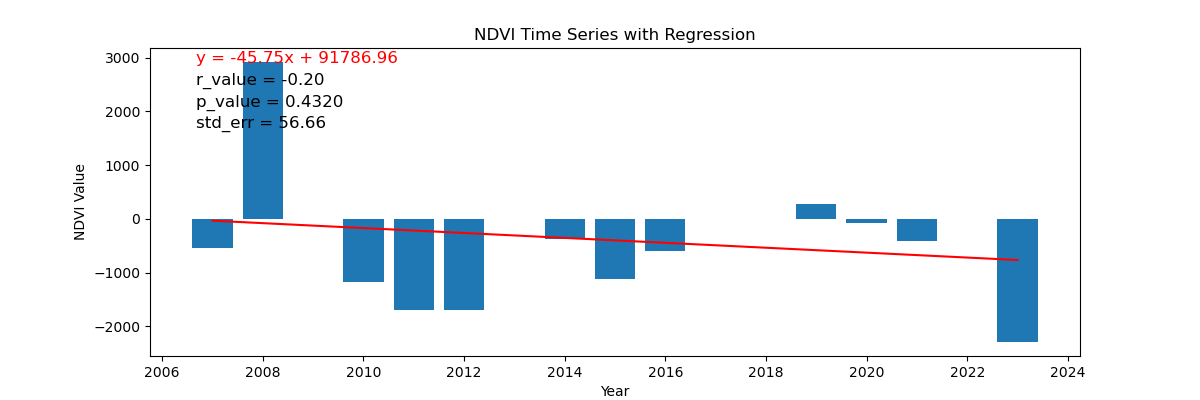 NDVI Time Series with Regression
y = -45.75x + 91786.96
r_value = -0.20
p_value = 0.4320
std_err = 56.66
3000
2000
1000
0
−1000
−2000
NDVI Value
2006 2008 2010 2012 2014 2016 2018 2020 2022 2024
Year